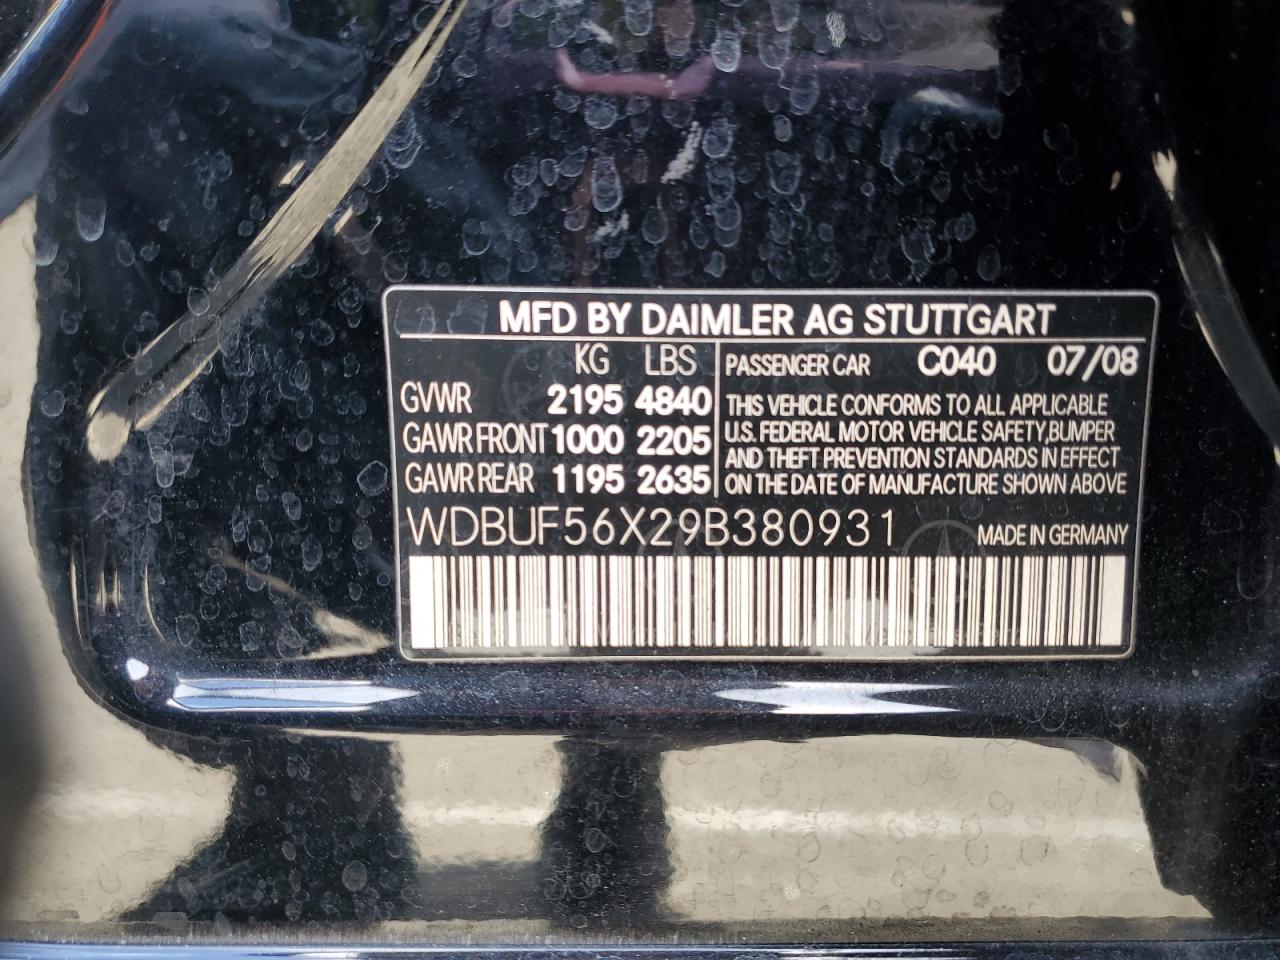 MFD BY DAIMLER AG STUTTGART
KG LBS
GVWR 2195 4840
GAWR FRONT 1000 2205
GAWR REAR 1195 2635
PASSENGER CAR C040 07/08
THIS VEHICLE CONFORMS TO ALL APPLICABLE
U.S. FEDERAL MOTOR VEHICLE SAFETY,BUMPER
AND THEFT PREVENTION STANDARDS IN EFFECT
ON THE DATE OF MANUFACTURE SHOWN ABOVE
WDBUF56X29B380931 MADE IN GERMANY